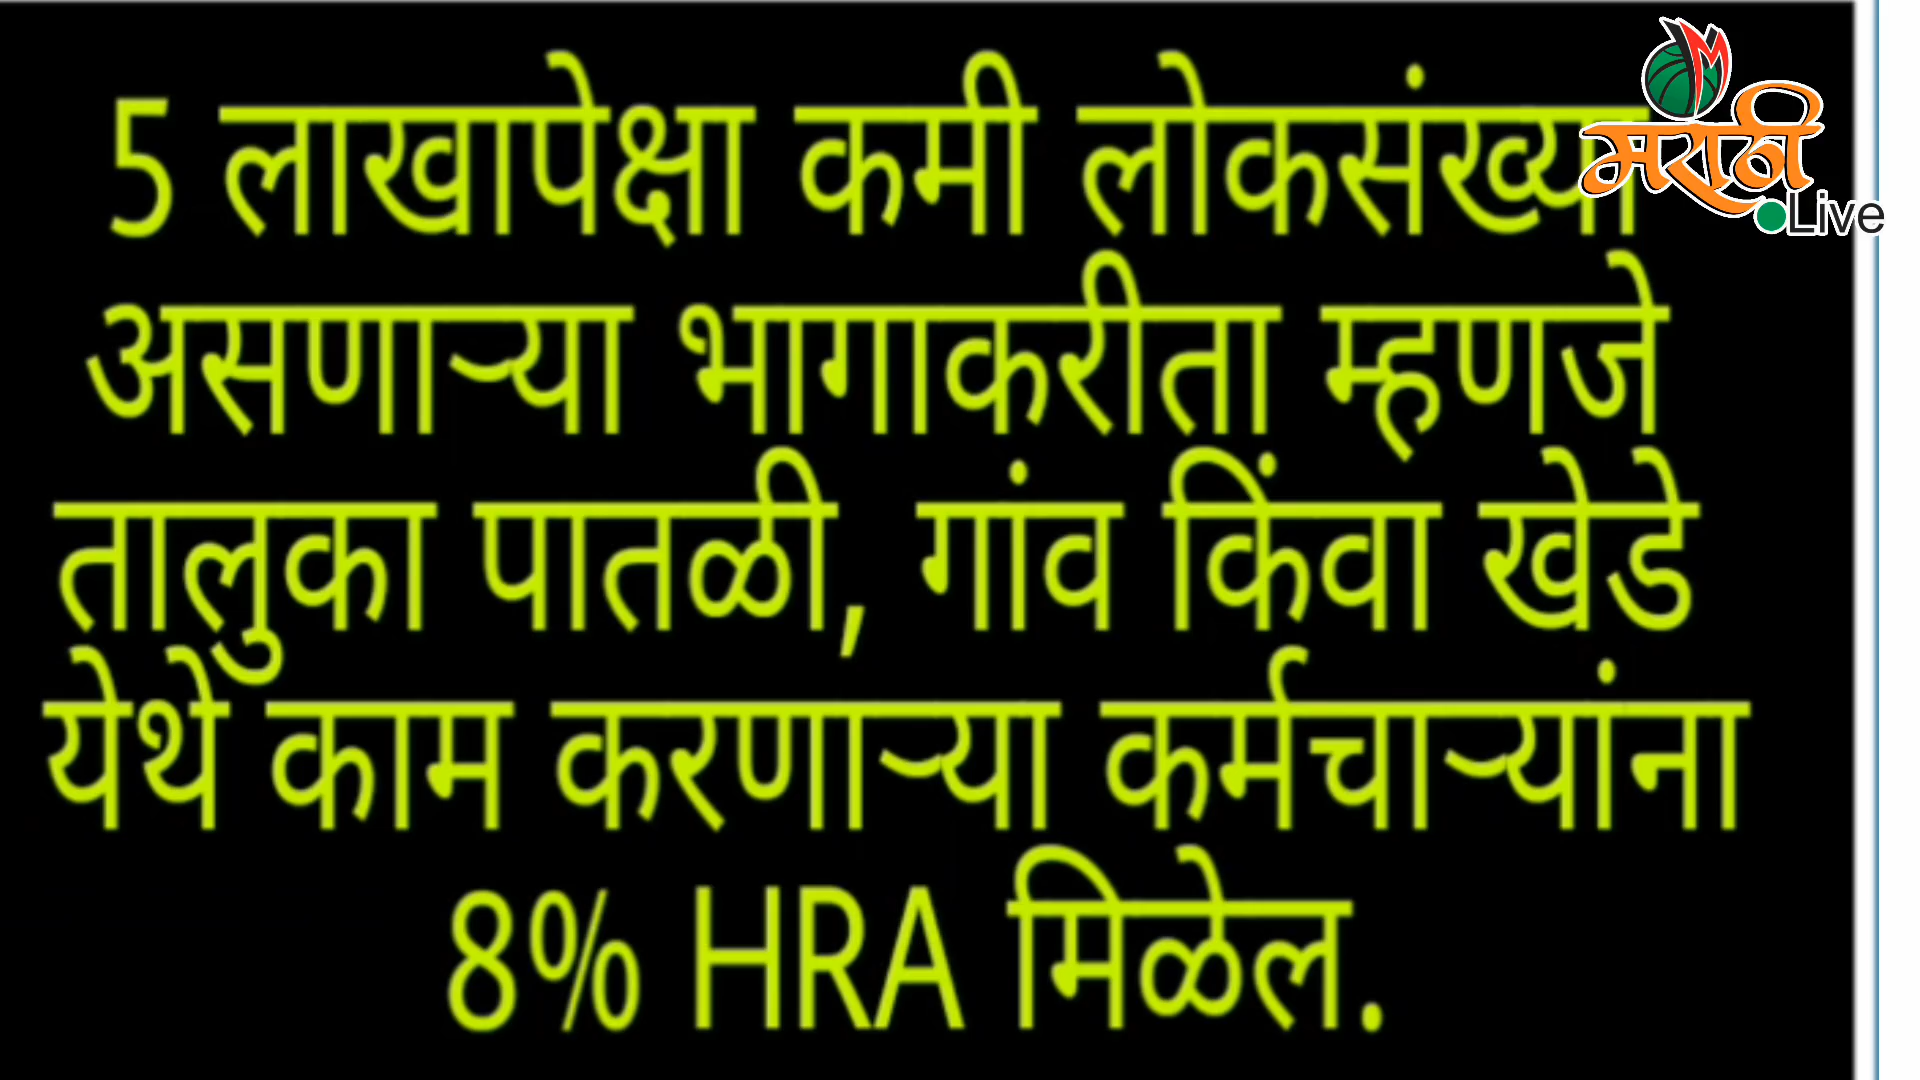 5 लाखापेक्षा कमी लोकसंख्या
असणाऱ्या भागाकरीता म्हणजे
तालुका पातळी, गांव किंवा खेडे
येथे काम करणाऱ्या कर्मचाऱ्यांना
8% HRA मिळेल.
मराठी
Live